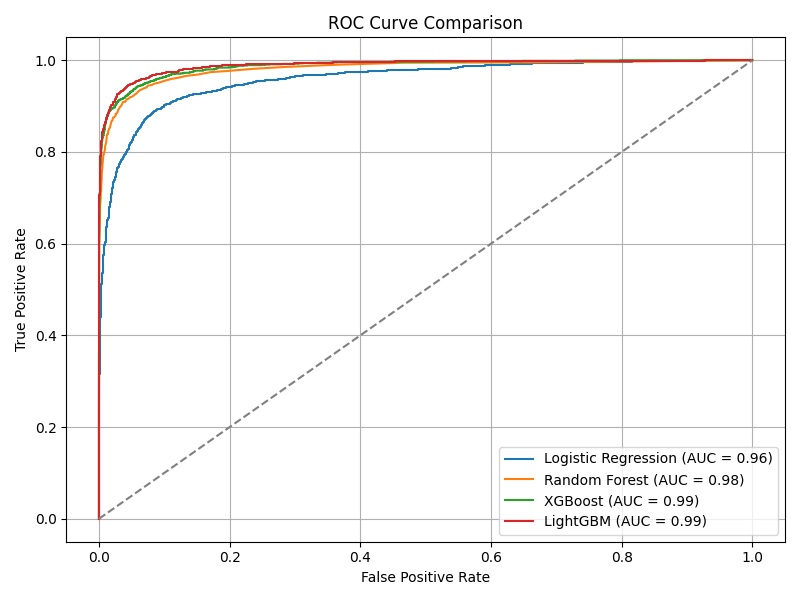 ROC Curve Comparison
True Positive Rate
1.0
0.8
0.6
0.4
0.2
0.0
0.0 0.2 0.4 0.6 0.8 1.0
False Positive Rate
Logistic Regression (AUC = 0.96)
Random Forest (AUC = 0.98)
XGBoost (AUC = 0.99)
LightGBM (AUC = 0.99)